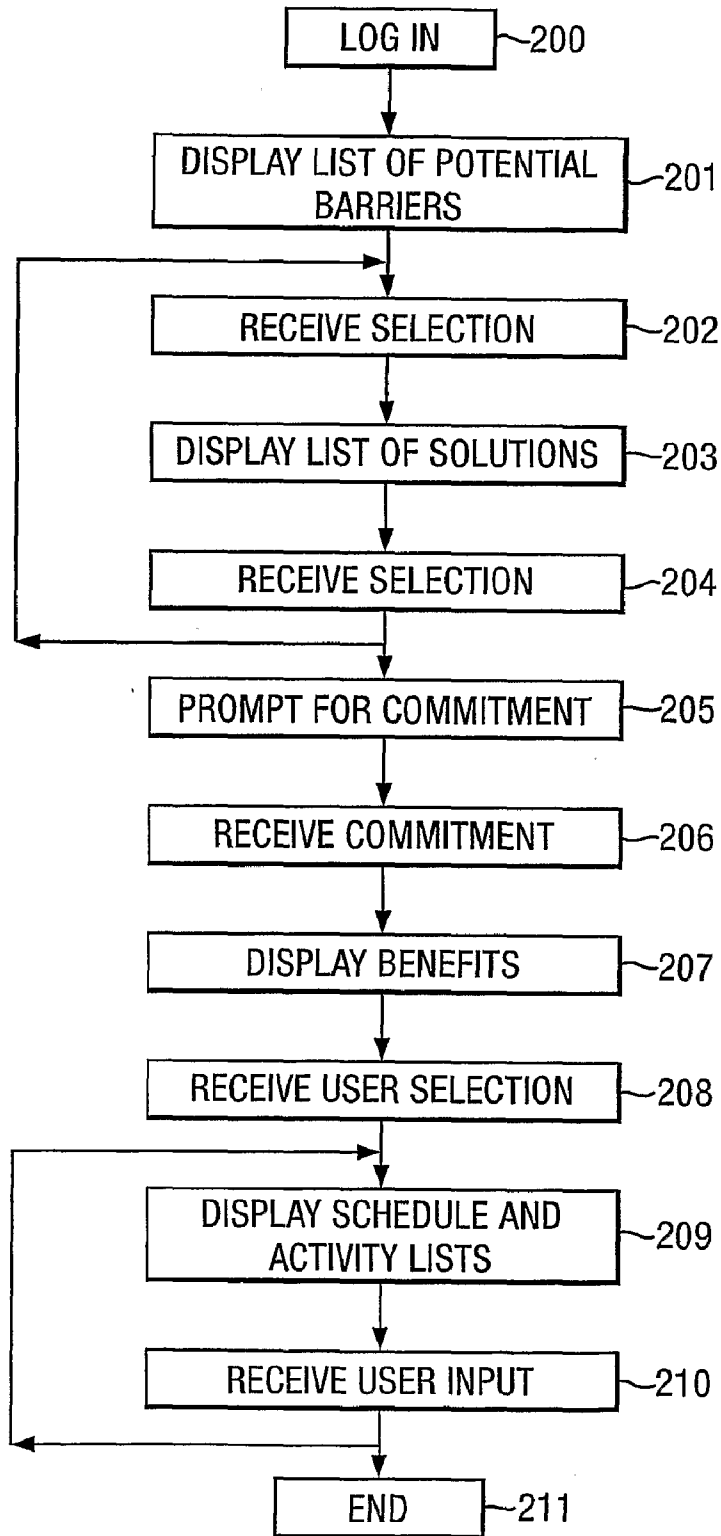 LOG IN 200
DISPLAY LIST OF POTENTIAL
BARRIERS 201
RECEIVE SELECTION 202
DISPLAY LIST OF SOLUTIONS 203
RECEIVE SELECTION 204
PROMPT FOR COMMITMENT 205
RECEIVE COMMITMENT 206
DISPLAY BENEFITS 207
RECEIVE USER SELECTION 208
DISPLAY SCHEDULE AND
ACTIVITY LISTS 209
RECEIVE USER INPUT 210
END 211